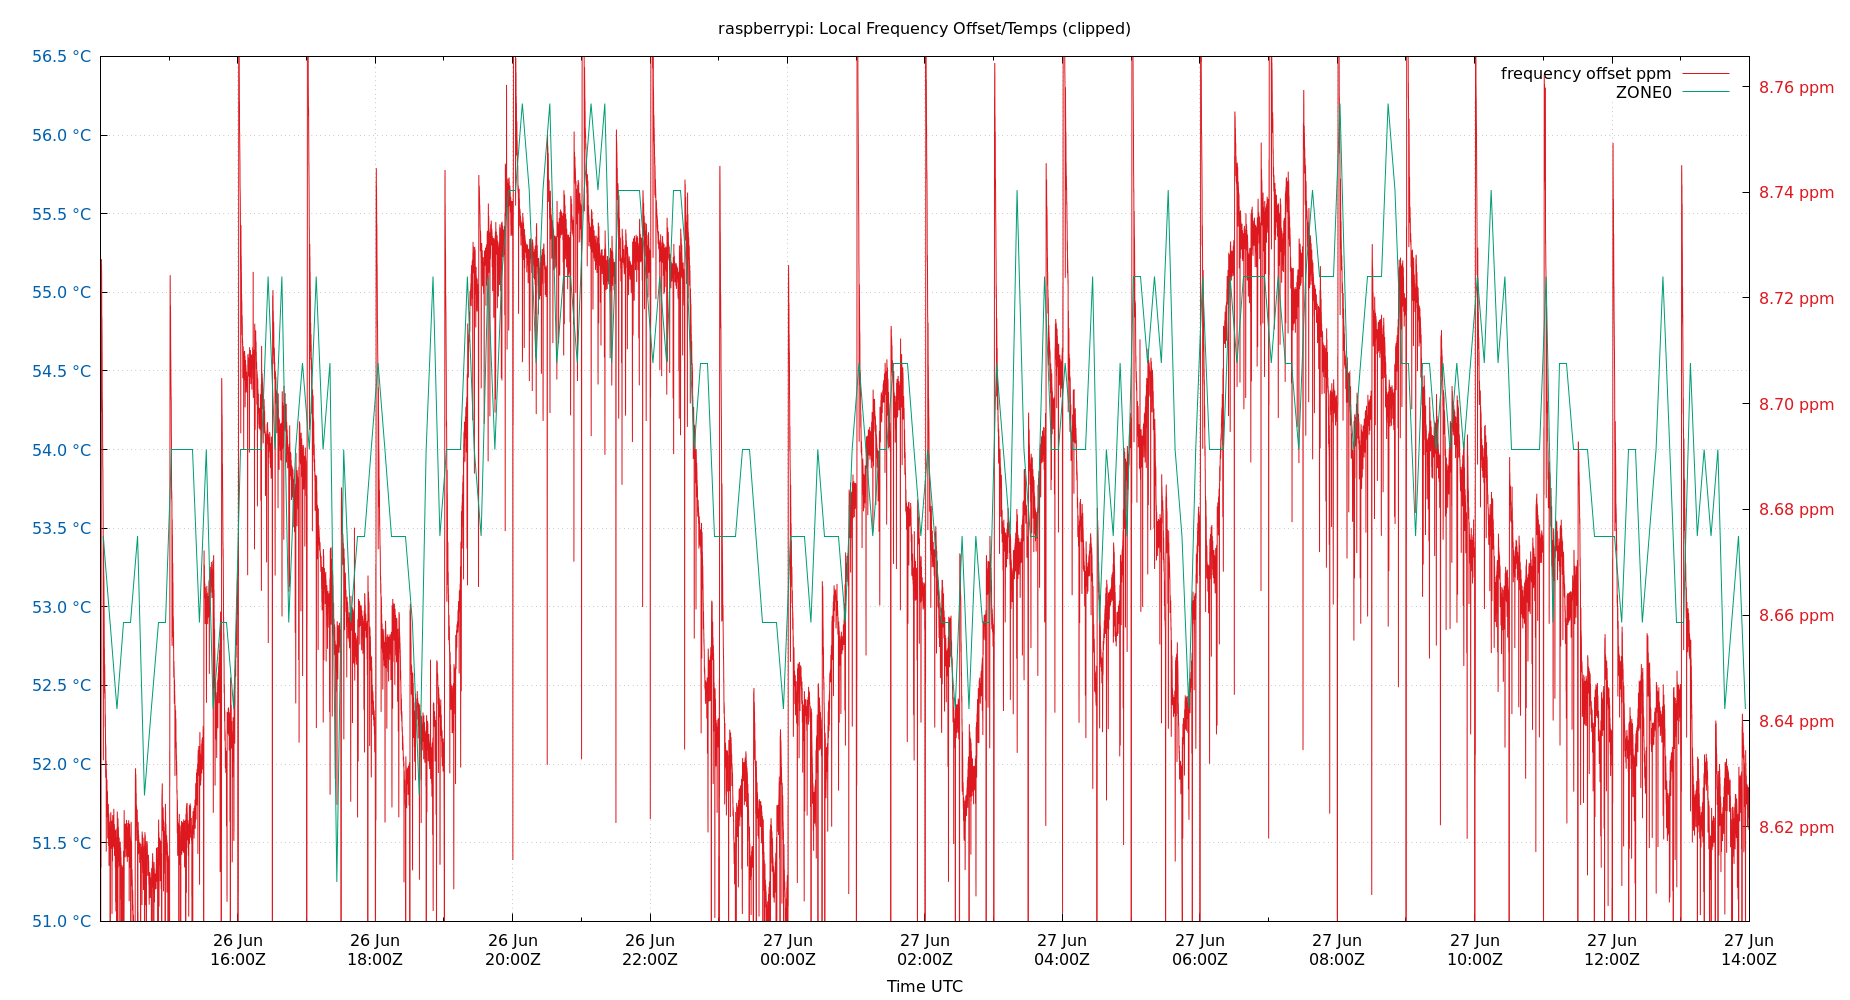 raspberrypi: Local Frequency Offset/Temps (clipped)
frequency offset ppm
ZONE0
56.5 °C
56.0 °C
55.5 °C
55.0 °C
54.5 °C
54.0 °C
53.5 °C
53.0 °C
52.5 °C
52.0 °C
51.5 °C
51.0 °C
8.76 ppm
8.74 ppm
8.72 ppm
8.70 ppm
8.68 ppm
8.66 ppm
8.64 ppm
8.62 ppm
26 Jun
16:00Z
26 Jun
18:00Z
26 Jun
20:00Z
26 Jun
22:00Z
27 Jun
00:00Z
27 Jun
02:00Z
27 Jun
04:00Z
27 Jun
06:00Z
27 Jun
08:00Z
27 Jun
10:00Z
27 Jun
12:00Z
27 Jun
14:00Z
Time UTC